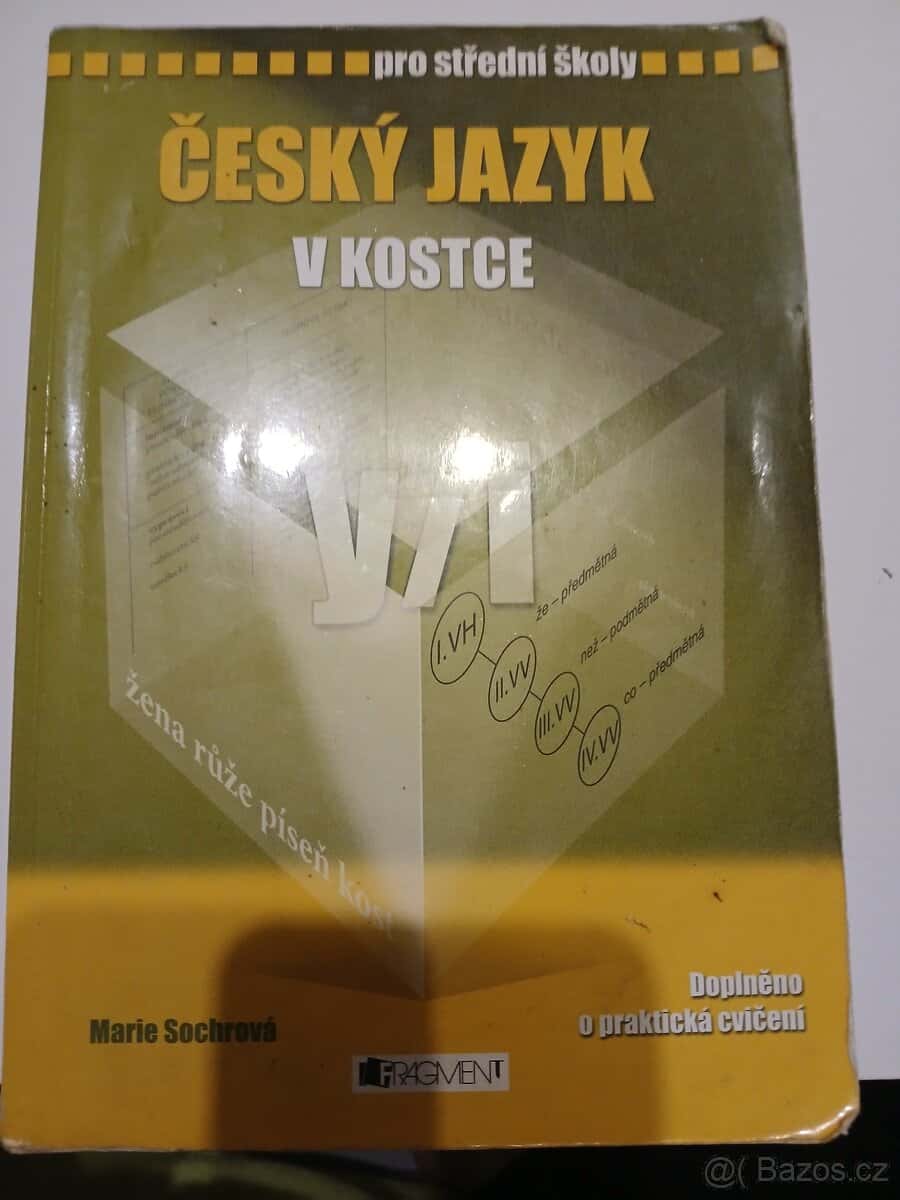 pro střední školy
ČESKÝ JAZYK
V KOSTCE
y/i
I. VH
že – předmětná
II. VV
než – podmětná
III. VV
co – předmětná
IV. VV
žena růže píseň kost
Doplněno
o praktická cvičení
Marie Sochrová
FRAGMENT
@( Bazos.cz